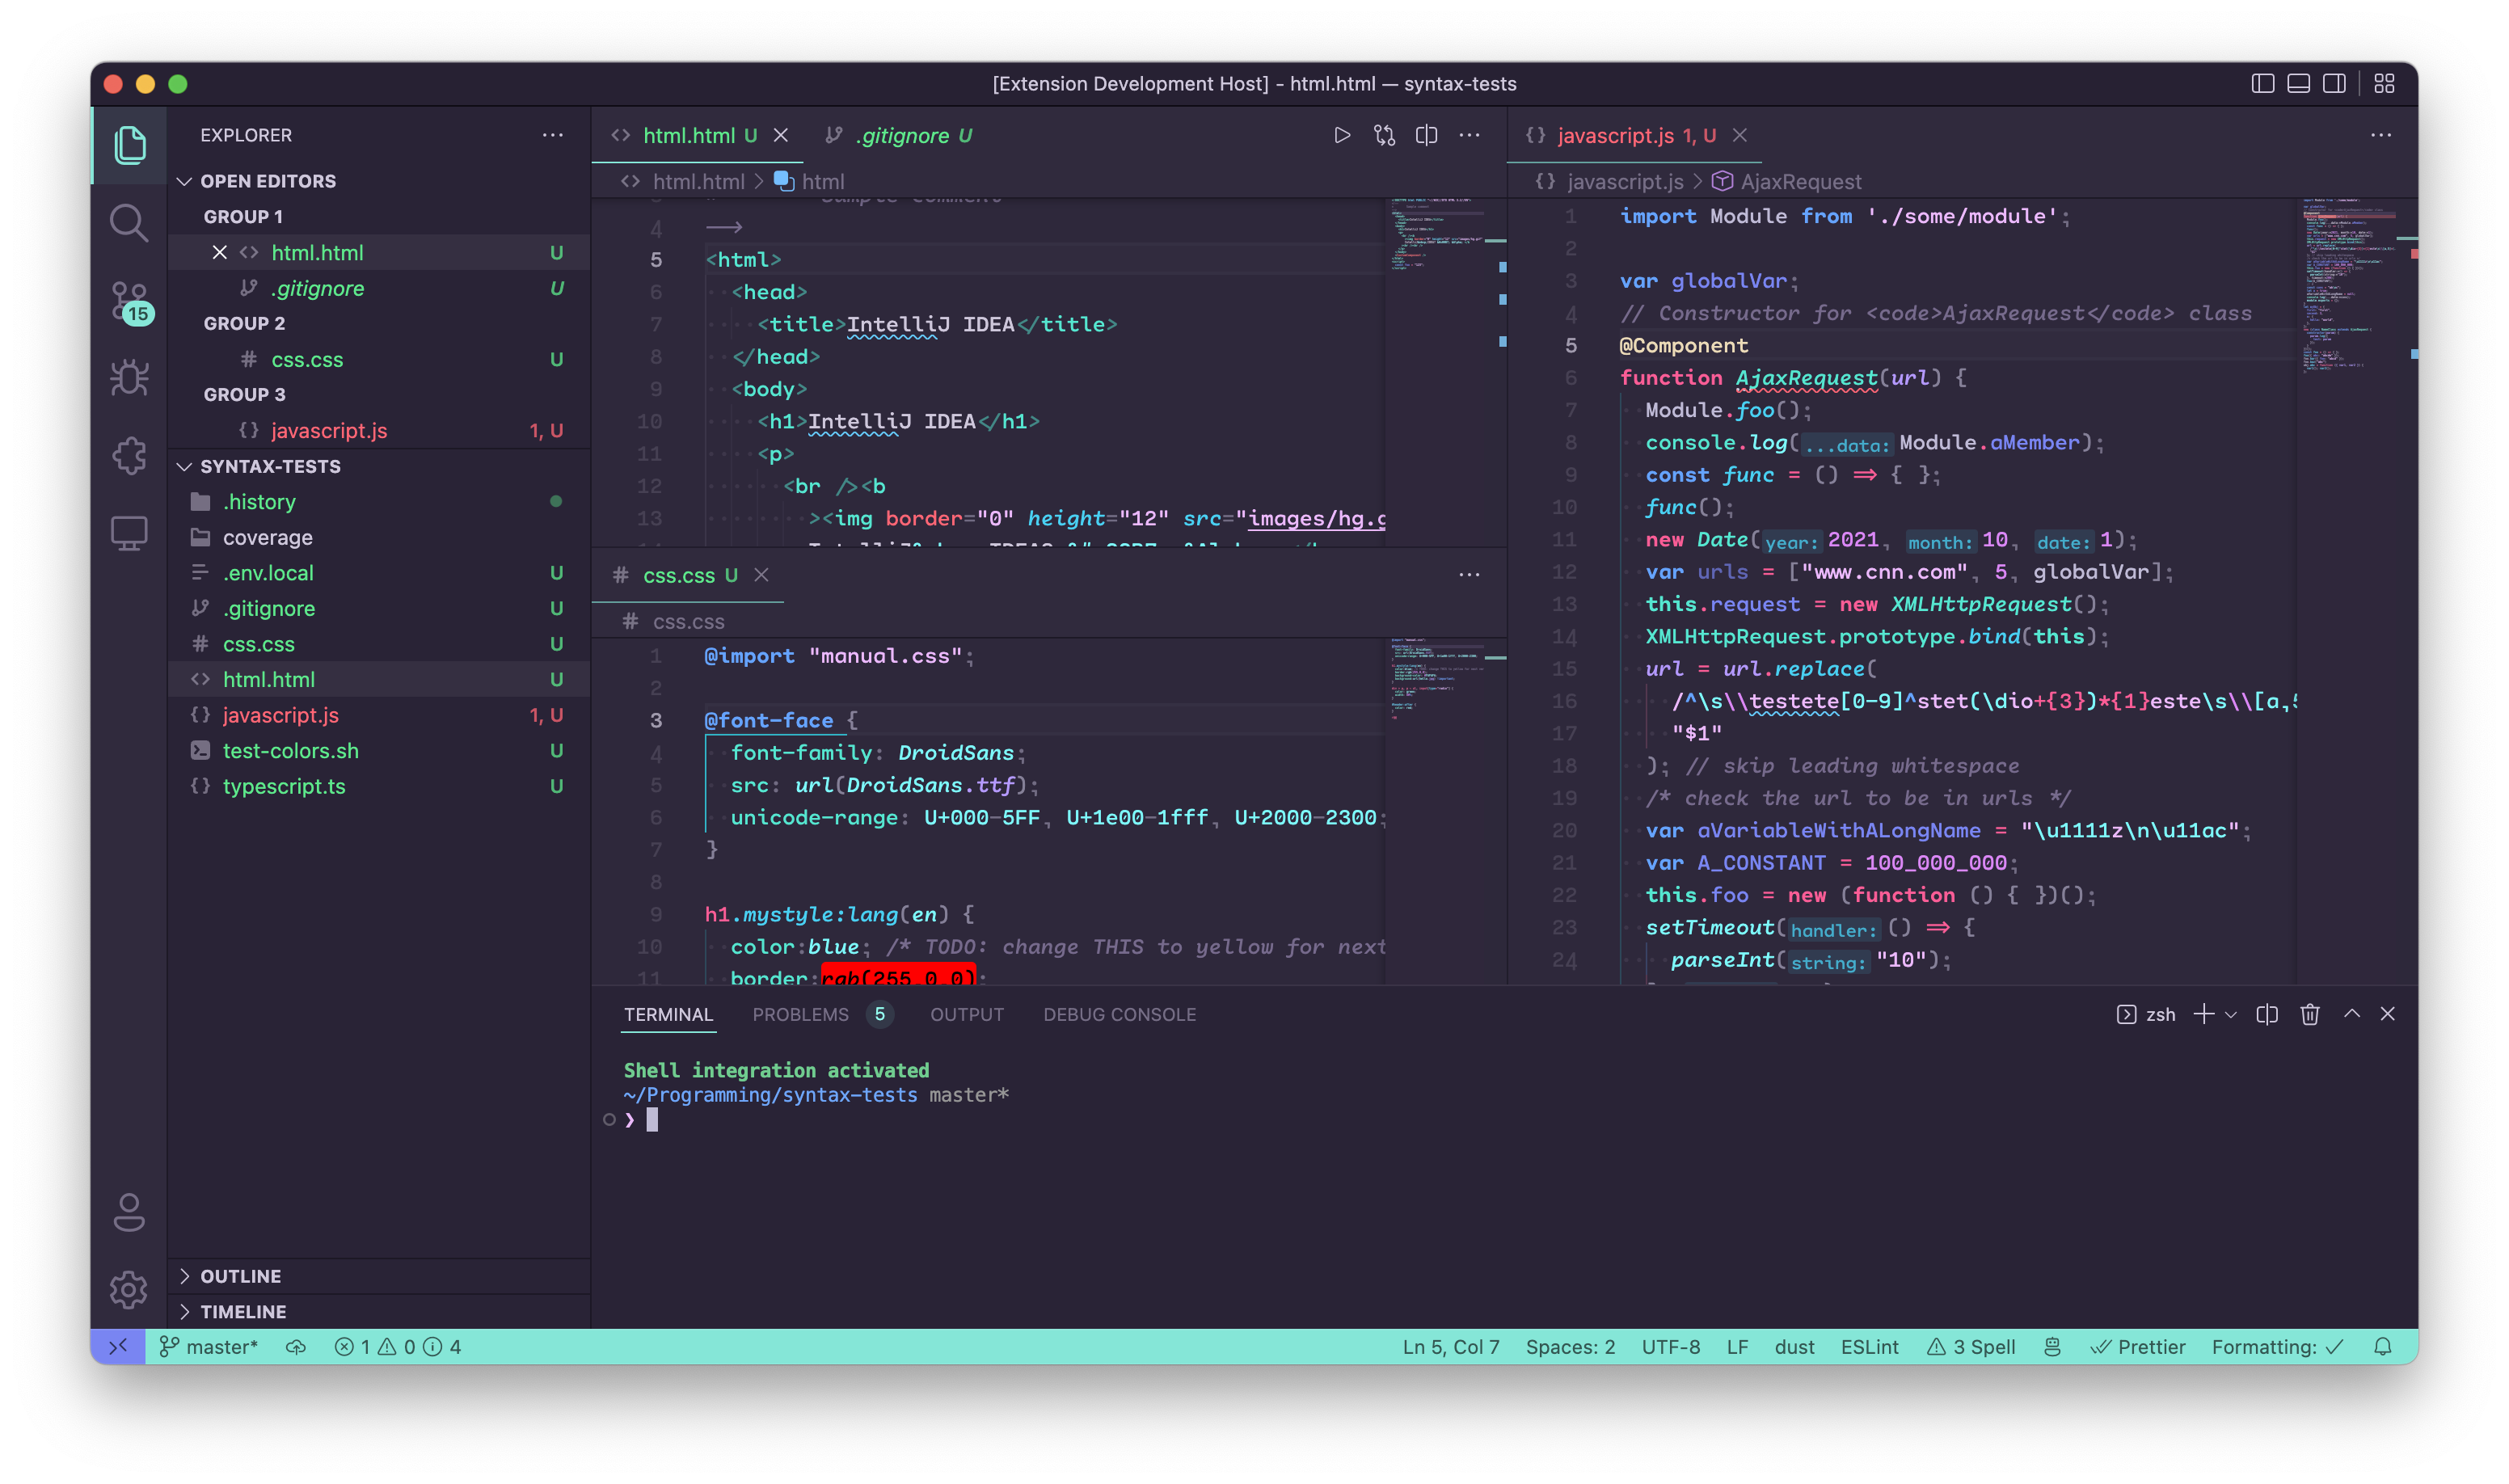 [Extension Development Host] - html.html — syntax-tests
EXPLORER
OPEN EDITORS
GROUP 1
html.html U
.gitignore U
GROUP 2
css.css U
GROUP 3
javascript.js 1, U
SYNTAX-TESTS
.history
coverage
.env.local U
.gitignore U
css.css U
html.html U
javascript.js 1, U
test-colors.sh U
typescript.ts U
OUTLINE
TIMELINE
15
html.html U
.gitignore U
html.html > html
4 -->
5 <html>
6 <head>
7 <title>IntelliJ IDEA</title>
8 </head>
9 <body>
10 <h1>IntelliJ IDEA</h1>
11 <p>
12 <br /><b
13 ><img border="0" height="12" src="images/hg.
css.css U
css.css
1 @import "manual.css";
2
3 @font-face {
4 font-family: DroidSans;
5 src: url(DroidSans.ttf);
6 unicode-range: U+000-5FF, U+1e00-1fff, U+2000-2300;
7 }
8
9 h1.mystyle:lang(en) {
10 color:blue; /* TODO: change THIS to yellow for next
11 border:rgb(255,0,0);
javascript.js 1, U
javascript.js > AjaxRequest
1 import Module from './some/module';
2
3 var globalVar;
4 // Constructor for <code>AjaxRequest</code> class
5 @Component
6 function AjaxRequest(url) {
7 Module.foo();
8 console.log(...data: Module.aMember);
9 const func = () => { };
10 func();
11 new Date(year: 2021, month: 10, date: 1);
12 var urls = ["www.cnn.com", 5, globalVar];
13 this.request = new XMLHttpRequest();
14 XMLHttpRequest.prototype.bind(this);
15 url = url.replace(
16 /^\s\\testete[0-9]^stet(\dio+{3})*{1}este\s\\[a,5
17 "$1"
18 ); // skip leading whitespace
19 /* check the url to be in urls */
20 var aVariableWithALongName = "\u1111z\n\u11ac";
21 var A_CONSTANT = 100_000_000;
22 this.foo = new (function () { })();
23 setTimeout(handler: () => {
24 parseInt(string: "10");
TERMINAL PROBLEMS 5 OUTPUT DEBUG CONSOLE
zsh
Shell integration activated
~/Programming/syntax-tests master*
❯
master* 1 0 4
Ln 5, Col 7 Spaces: 2 UTF-8 LF dust ESLint 3 Spell Prettier Formatting: ✓